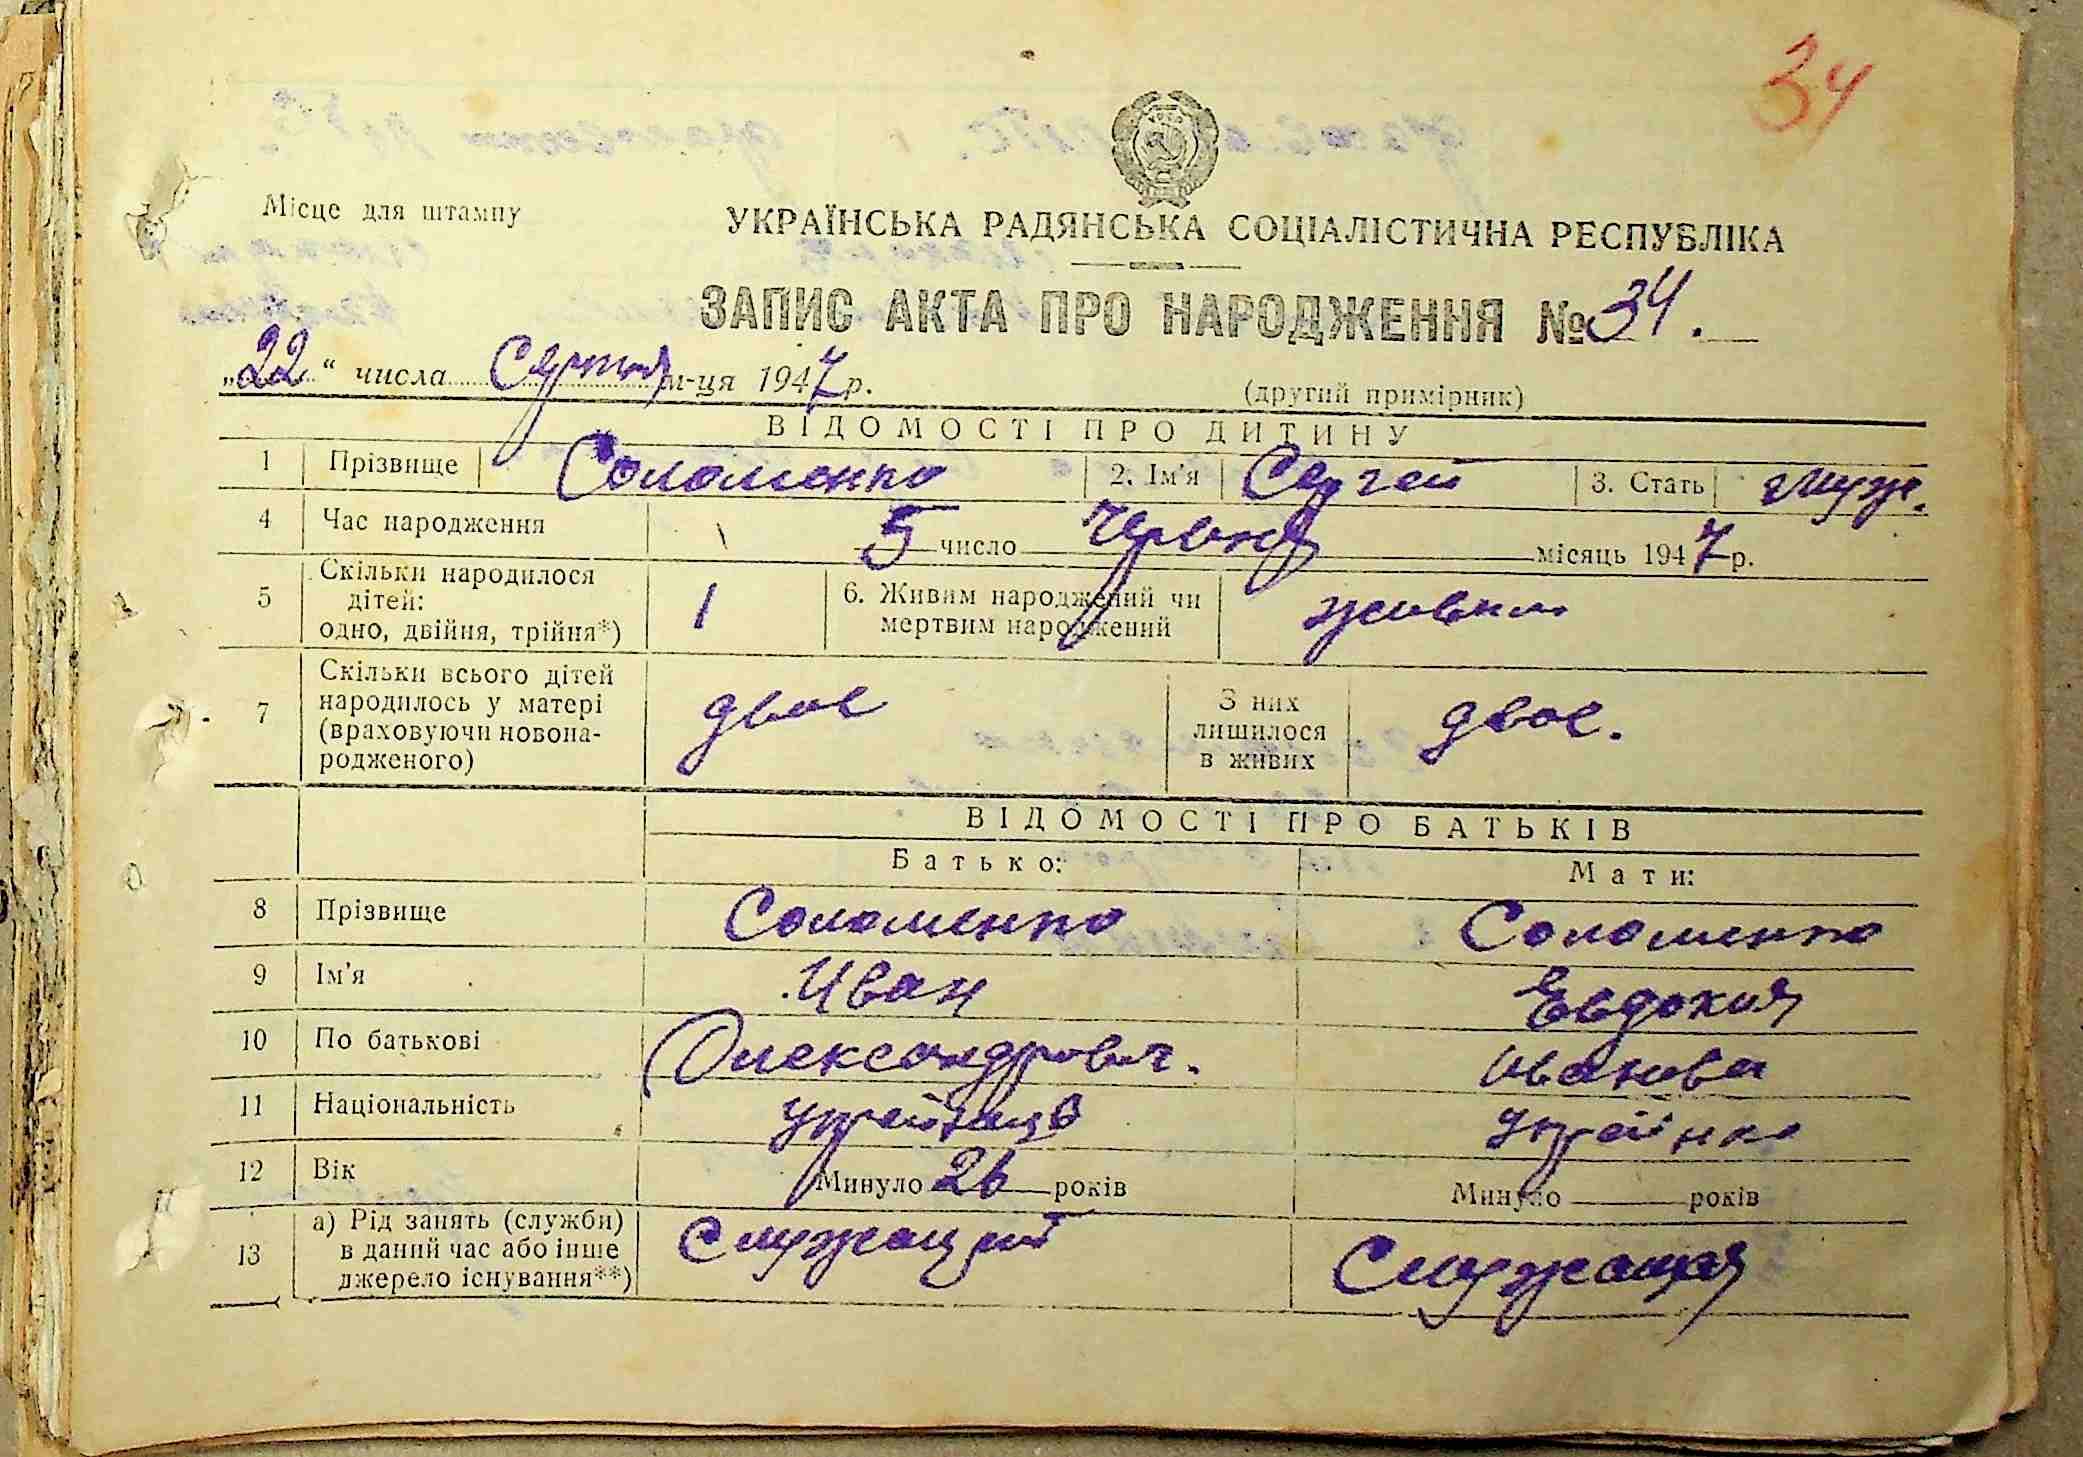 34
Місце для штампу
УКРАЇНСЬКА РАДЯНСЬКА СОЦІАЛІСТИЧНА РЕСПУБЛІКА
ЗАПИС АКТА ПРО НАРОДЖЕННЯ № 34.
„22“ числа Серпня м-ця 1947 р.
(другий примірник)
ВІДОМОСТІ ПРО ДИТИНУ
1 Прізвище Соломенко 2. Ім'я Сергей 3. Стать муж.
4 Час народження 5 число Червня місяць 1947 р.
5 Скільки народилося дітей: одно, двійня, трійня*) 1 6. Живим народжений чи мертвим народжений живим
7 Скільки всього дітей народилось у матері (враховуючи новонародженого) двое З них лишилося в живих двое.
ВІДОМОСТІ ПРО БАТЬКІВ
Батько: Мати:
8 Прізвище Соломенко Соломенко
9 Ім'я Иван Евдокия
10 По батькові Олександрович. Ивановна
11 Національність українець Українка
12 Вік Минуло 26 років Минуло років
13 а) Рід занять (служби) в даний час або інше джерело існування**) Служащий Служащая